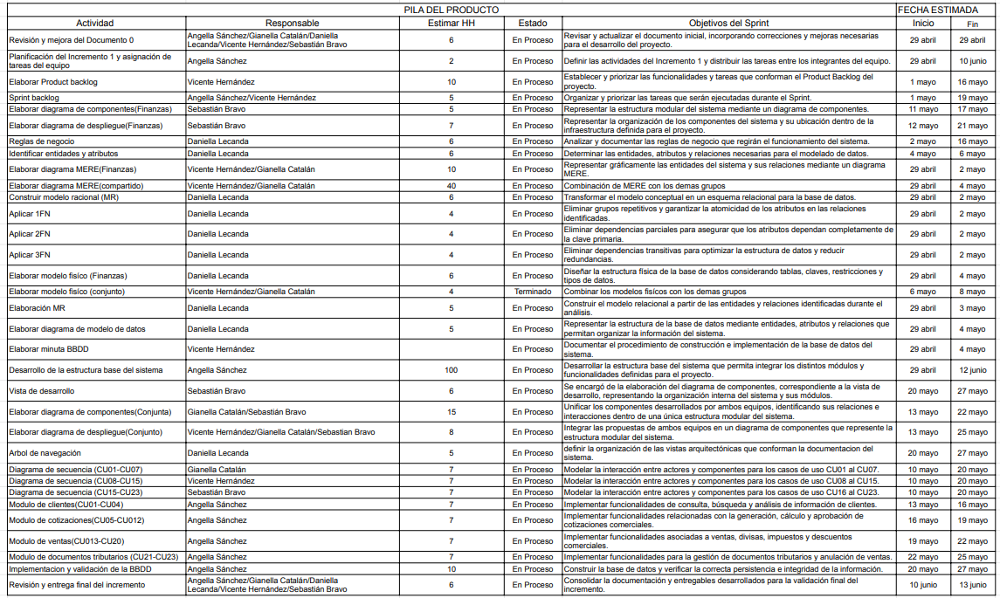 PILA DEL PRODUCTO FECHA ESTIMADA
Actividad Responsable Estimar HH Estado Objetivos del Sprint Inicio Fin
Revisión y mejora del Documento 0 Angella Sánchez/Gianella Catalán/Daniella Lecanda/Vicente Hernández/Sebastián Bravo 6 En Proceso Revisar y actualizar el documento inicial, incorporando correcciones y mejoras necesarias para el desarrollo del proyecto. 29 abril 29 abril
Planificación del Incremento 1 y asignación de tareas del equipo Angella Sánchez 2 En Proceso Definir las actividades del Incremento 1 y distribuir las tareas entre los integrantes del equipo. 29 abril 10 junio
Elaborar Product backlog Vicente Hernández 10 En Proceso Establecer y priorizar las funcionalidades y tareas que conforman el Product Backlog del proyecto. 1 mayo 16 mayo
Sprint backlog Angella Sánchez/Vicente Hernández 5 En Proceso Organizar y priorizar las tareas que serán ejecutadas durante el Sprint. 1 mayo 19 mayo
Elaborar diagrama de componentes(Finanzas) Sebastián Bravo 5 En Proceso Representar la estructura modular del sistema mediante un diagrama de componentes. 11 mayo 17 mayo
Elaborar diagrama de despliegue(Finanzas) Sebastián Bravo 7 En Proceso Representar la organización de los componentes del sistema y su ubicación dentro de la infraestructura definida para el proyecto. 12 mayo 21 mayo
Reglas de negocio Daniella Lecanda 6 En Proceso Analizar y documentar las reglas de negocio que regirán el funcionamiento del sistema. 2 mayo 16 mayo
Identificar entidades y atributos Daniella Lecanda 6 En Proceso Determinar las entidades, atributos y relaciones necesarias para el modelado de datos. 4 mayo 6 mayo
Elaborar diagrama MERE(Finanzas) Vicente Hernández/Gianella Catalán 10 En Proceso Representar gráficamente las entidades del sistema y sus relaciones mediante un diagrama MERE. 29 abril 2 mayo
Elaborar diagrama MERE(compartido) Vicente Hernández/Gianella Catalán 40 En Proceso Combinación de MERE con los demas grupos 29 abril 4 mayo
Construir modelo racional (MR) Daniella Lecanda 6 En Proceso Transformar el modelo conceptual en un esquema relacional para la base de datos. 29 abril 2 mayo
Aplicar 1FN Daniella Lecanda 4 En Proceso Eliminar grupos repetitivos y garantizar la atomicidad de los atributos en las relaciones identificadas. 29 abril 2 mayo
Aplicar 2FN Daniella Lecanda 4 En Proceso Eliminar dependencias parciales para asegurar que los atributos dependan completamente de la clave primaria. 29 abril 2 mayo
Aplicar 3FN Daniella Lecanda 4 En Proceso Eliminar dependencias transitivas para optimizar la estructura de datos y reducir redundancias. 29 abril 2 mayo
Elaborar modelo fisíco (Finanzas) Daniella Lecanda 6 En Proceso Diseñar la estructura física de la base de datos considerando tablas, claves, restricciones y tipos de datos. 29 abril 4 mayo
Elaborar modelo fisíco (conjunto) Vicente Hernández/Gianella Catalán 4 Terminado Combinar los modelos fisícos con los demas grupos 6 mayo 8 mayo
Elaboración MR Daniella Lecanda 5 En Proceso Construir el modelo relacional a partir de las entidades y relaciones identificadas durante el análisis. 29 abril 3 mayo
Elaborar diagrama de modelo de datos Daniella Lecanda 5 En Proceso Representar la estructura de la base de datos mediante entidades, atributos y relaciones que permitan organizar la información del sistema. 29 abril 4 mayo
Elaborar minuta BBDD Vicente Hernández En Proceso Documentar el procedimiento de construcción e implementación de la base de datos del sistema. 29 abril 4 mayo
Desarrollo de la estructura base del sistema Angella Sánchez 100 En Proceso Desarrollar la estructura base del sistema que permita integrar los distintos módulos y funcionalidades definidas para el proyecto. 29 abril 12 junio
Vista de desarrollo Sebastián Bravo 6 En Proceso Se encargó de la elaboración del diagrama de componentes, correspondiente a la vista de desarrollo, representando la organización interna del sistema y sus módulos. 20 mayo 27 mayo
Elaborar diagrama de componentes(Conjunta) Gianella Catalán/Sebastián Bravo 15 En Proceso Unificar los componentes desarrollados por ambos equipos, identificando sus relaciones e interacciones dentro de una única estructura modular del sistema. 13 mayo 22 mayo
Elaborar diagrama de despliegue(Conjunto) Vicente Hernández/Gianella Catalán/Sebastian Bravo 8 En Proceso Integrar las propuestas de ambos equipos en un diagrama de componentes que represente la estructura modular del sistema. 13 mayo 25 mayo
Arbol de navegación Daniella Lecanda 5 En Proceso definir la organización de las vistas arquitectónicas que conforman la documentacion del sistema. 20 mayo 27 mayo
Diagrama de secuencia (CU01-CU07) Gianella Catalán 7 En Proceso Modelar la interacción entre actores y componentes para los casos de uso CU01 al CU07. 10 mayo 20 mayo
Diagrama de secuencia (CU08-CU15) Vicente Hernández 7 En Proceso Modelar la interacción entre actores y componentes para los casos de uso CU08 al CU15. 10 mayo 20 mayo
Diagrama de secuencia (CU15-CU23) Sebastián Bravo 7 En Proceso Modelar la interacción entre actores y componentes para los casos de uso CU16 al CU23. 10 mayo 20 mayo
Modulo de clientes(CU01-CU04) Angella Sánchez 7 En Proceso Implementar funcionalidades de consulta, búsqueda y análisis de información de clientes. 13 mayo 16 mayo
Modulo de cotizaciones(CU05-CU012) Angella Sánchez 7 En Proceso Implementar funcionalidades relacionadas con la generación, cálculo y aprobación de cotizaciones comerciales. 16 mayo 19 mayo
Modulo de ventas(CU013-CU20) Angella Sánchez 7 En Proceso Implementar funcionalidades asociadas a ventas, divisas, impuestos y descuentos comerciales. 19 mayo 22 mayo
Modulo de documentos tributarios (CU21-CU23) Angella Sánchez 7 En Proceso Implementar funcionalidades para la gestión de documentos tributarios y anulación de ventas. 22 mayo 25 mayo
Implementacion y validación de la BBDD Angella Sánchez 10 En Proceso Construir la base de datos y verificar la correcta persistencia e integridad de la información. 20 mayo 27 mayo
Revisión y entrega final del incremento Angella Sánchez/Gianella Catalán/Daniella Lecanda/Vicente Hernández/Sebastián Bravo 6 En Proceso Consolidar la documentación y entregables desarrollados para la validación final del incremento. 10 junio 13 junio